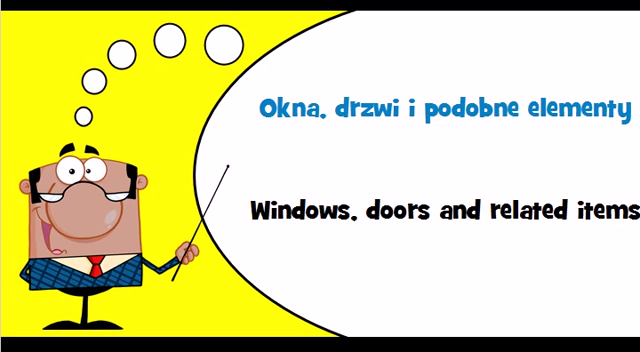 Okna, drzwi i podobne elementy
Windows, doors and related items